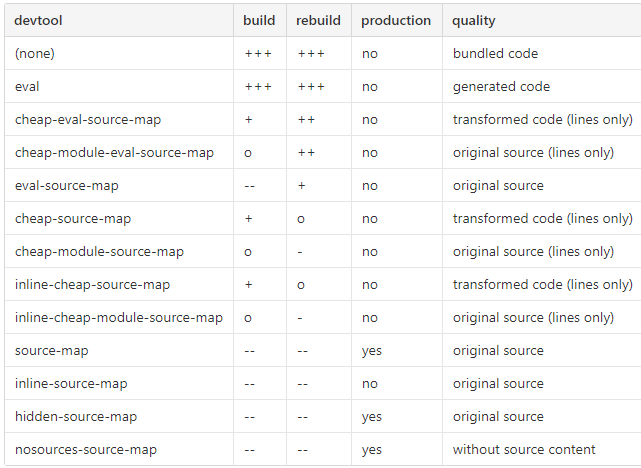 devtool build rebuild production quality
(none) +++ +++ no bundled code
eval +++ +++ no generated code
cheap-eval-source-map + ++ no transformed code (lines only)
cheap-module-eval-source-map o ++ no original source (lines only)
eval-source-map -- + no original source
cheap-source-map + o no transformed code (lines only)
cheap-module-source-map o - no original source (lines only)
inline-cheap-source-map + o no transformed code (lines only)
inline-cheap-module-source-map o - no original source (lines only)
source-map -- -- yes original source
inline-source-map -- -- no original source
hidden-source-map -- -- yes original source
nosources-source-map -- -- yes without source content